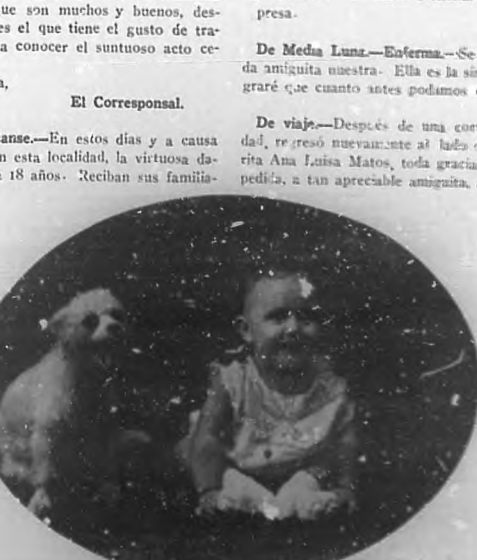 que son muchos y buenos, des-
es el que tiene el gusto de tra-
a conocer el suntuoso acto ce-
a,
El Corresponsal.
anse.—En estos dias y a causa
n esta localidad, la virtuosa da-
18 años. Reciban sus familia-
presa.
De Media Luna.—Enferma.—Se
da amiguita nuestra. Ella es la
graré que cuanto antes podamos
De viaje.—Después de una
dad, regresó nuevamente al lado
rita Ana Luisa Matos, toda gracia
pedida, a tan apreciable amiguita,